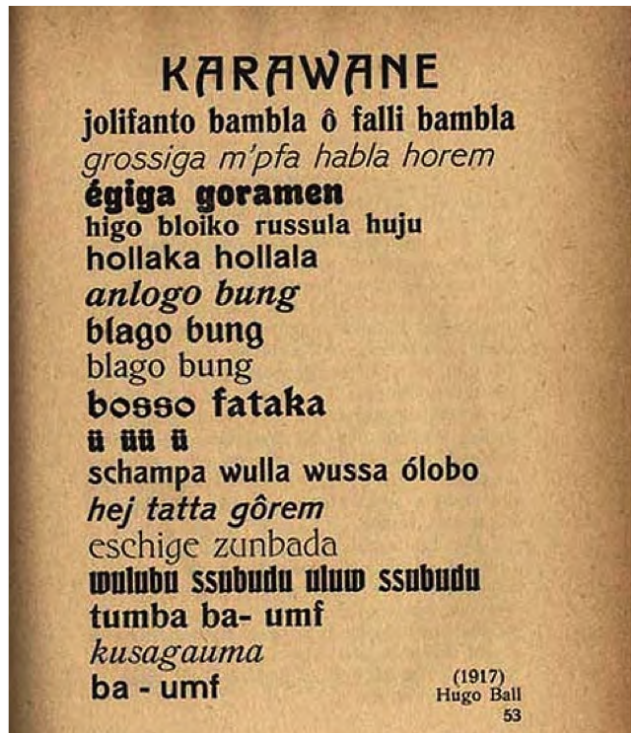 KARAWANE
jolifanto bambla ô falli bambla
grossiga m'pfa habla horem
égiga goramen
higo bloiko russula huju
hollaka hollala
anlogo bung
blago bung
blago bung
bosso fataka
ü üü ü
schampa wulla wussa ólobo
hej tatta gôrem
eschige zunbada
wulubu ssubudu uluw ssubudu
tumba ba- umf
kusagauma
ba - umf
(1917)
Hugo Ball
53